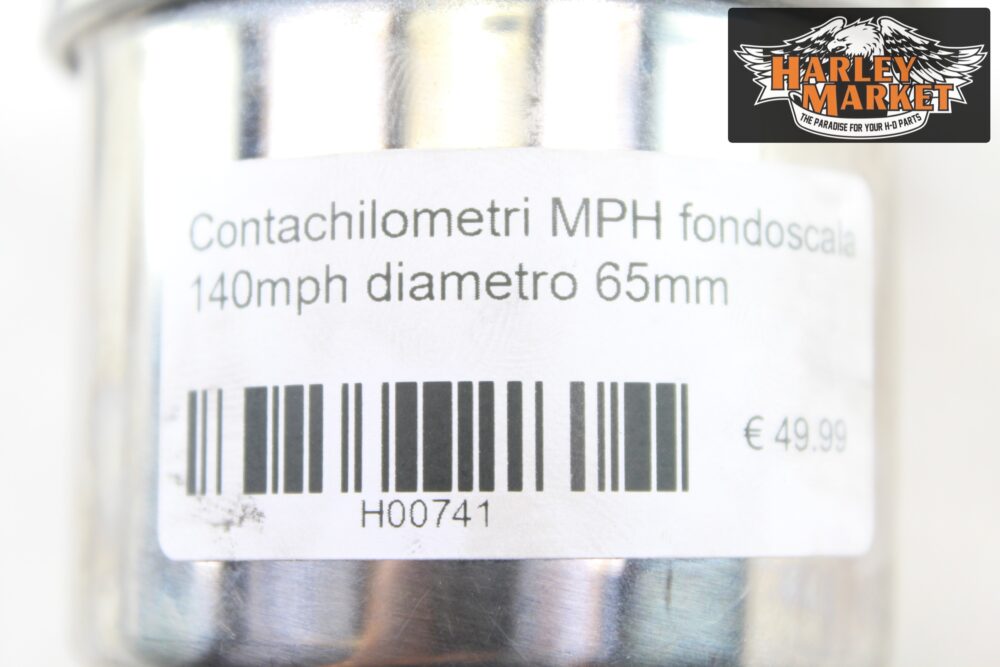 HARLEY
MARKET
THE PARADISE FOR YOUR H-D PARTS
Contachilometri MPH fondoscala
140mph diametro 65mm
€ 49.99
H00741